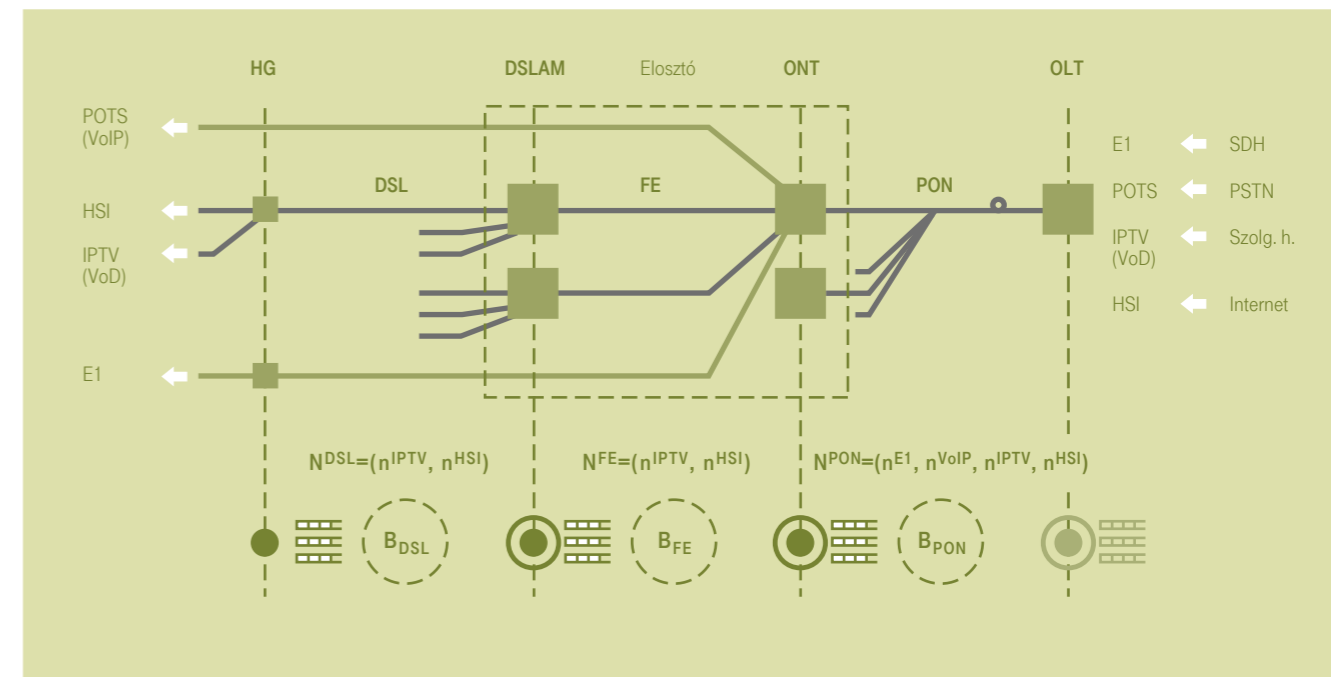 HG
DSLAM
Elosztó
ONT
OLT
POTS
(VoIP)
HSI
IPTV
(VoD)
E1
DSL
FE
PON
E1
SDH
POTS
PSTN
IPTV
(VoD)
Szolg. h.
HSI
Internet
N^DSL=(n^IPTV, n^HSI)
N^FE=(n^IPTV, n^HSI)
N^PON=(n^E1, n^VoIP, n^IPTV, n^HSI)
B_DSL
B_FE
B_PON